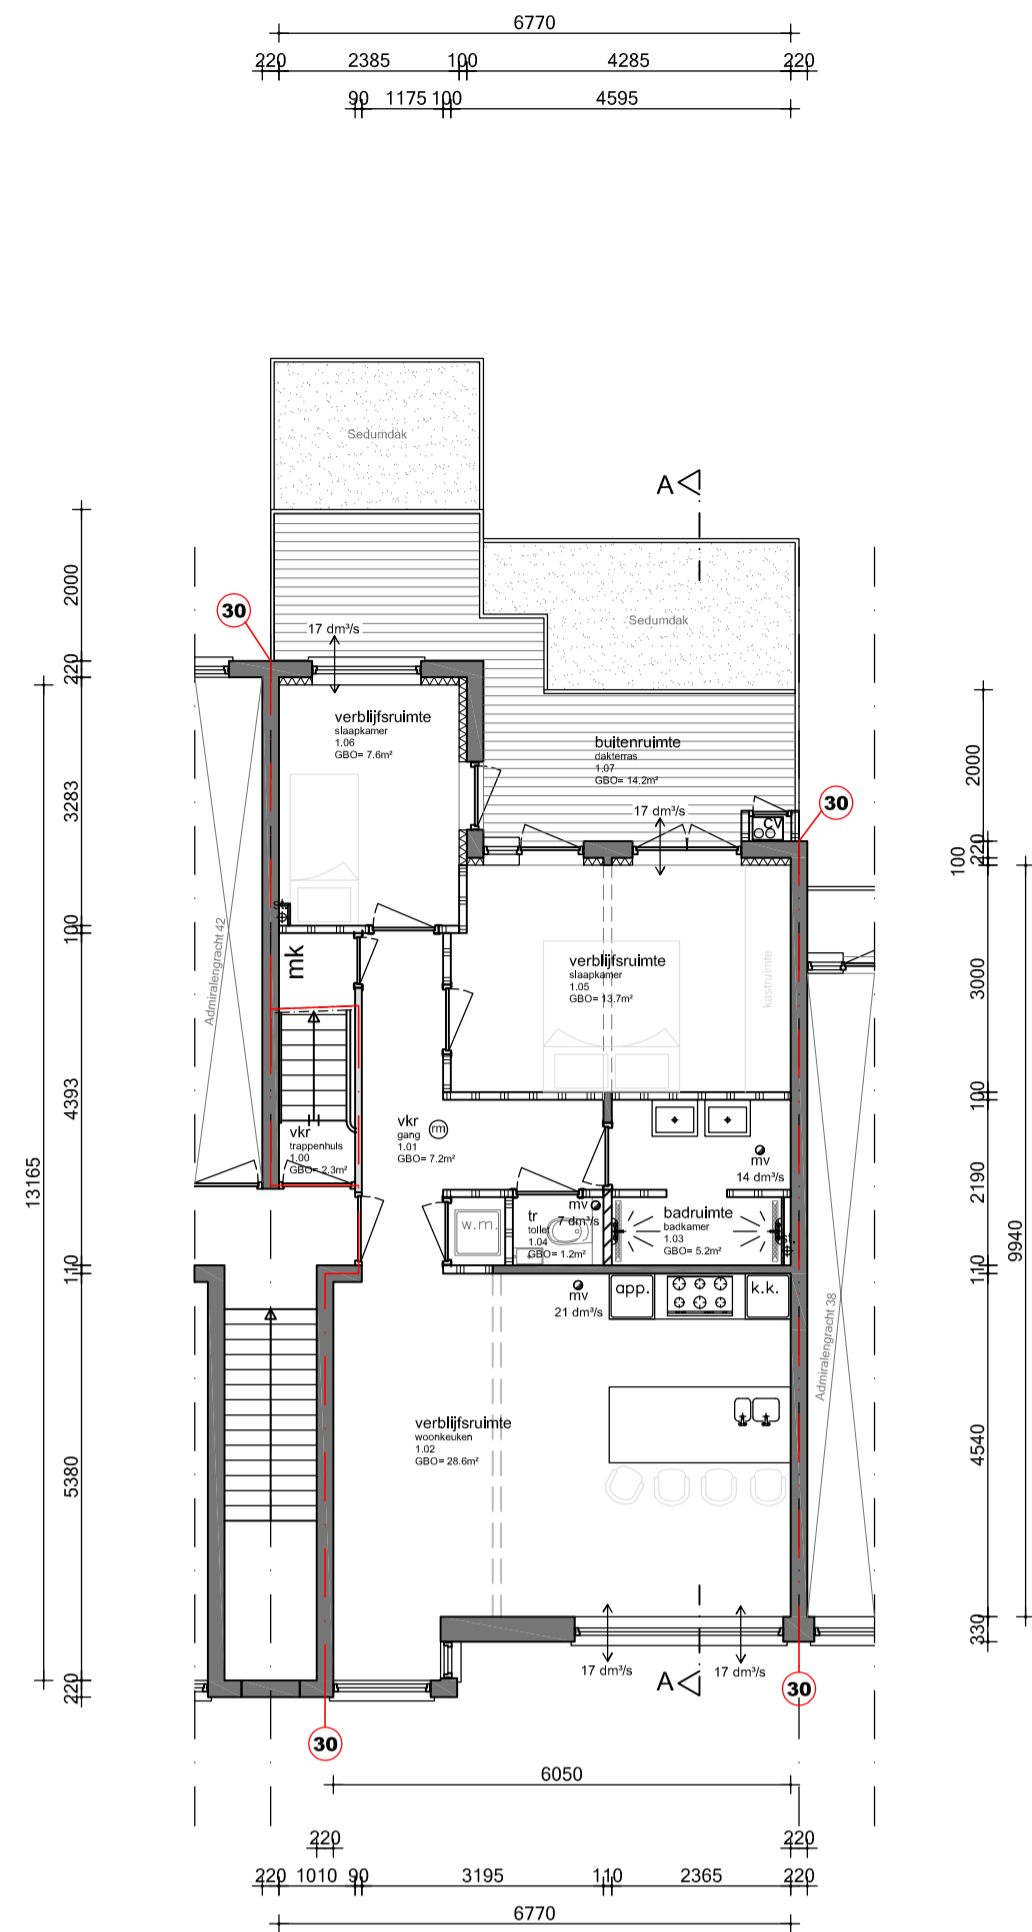 6770
220 2385 100 4285 220
90 1175 100 4595
Sedumdak
A
2000
30
17 dm³/s
Sedumdak
220
verblijfsruimte
slaapkamer
1.06
GBO= 7.6m²
buitenruimte
dakterras
1.07
GBO= 14.2m²
2000
3283
17 dm³/s
30
cv
220
100
Admiralengracht 42
100
mk
verblijfsruimte
slaapkamer
1.05
GBO= 13.7m²
kastruimte
3000
4393
100
vkr
trappenhuis
1.00
GBO= 2.3m²
vkr
gang
1.01
GBO= 7.2m²
rm
mv
14 dm³/s
13165
2190
9940
w.m.
tr
toilet
1.04
GBO= 1.2m²
mv
7 dm³/s
badruimte
badkamer
1.03
GBO= 5.2m²
st.
110
110
mv
21 dm³/s
app.
k.k.
Admiralengracht 38
verblijfsruimte
woonkeuken
1.02
GBO= 28.6m²
5380
4540
330
17 dm³/s
17 dm³/s
A
220
30
30
6050
220
220
220 1010 90 3195 110 2365 220
6770